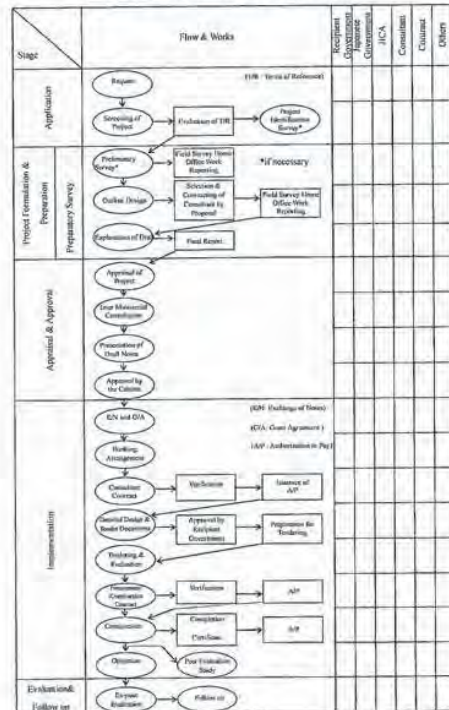 Stage
Flow & Works
Recipient
Government
Japanese
Government
JICA
Consultant
Contract
Others
Application
Request
(T/R : Terms of Reference)
Screening of
Project
Evaluation of T/R
Project
Identification
Survey*
Project Formation &
Preparation
Preparatory Survey
Preliminary
Survey*
Field Survey Home
Office Work
Reporting
*if necessary
Outline Design
Selection &
Contracting of
Consultant by
Proposal
Field Survey Home
Office Work
Reporting
Explanation of Draft
Final Report
Appraisal & Approval
Appraisal of
Project
Inter Ministerial
Consultation
Presentation of
Draft Notes
Approval by
the Cabinet
Implementation
E/N and G/A
(E/N: Exchange of Notes)
(G/A: Grant Agreement )
(A/P : Authorization to Pay)
Banking
Arrangement
Consultant
Contract
Verification
Issuance of
A/P
Detailed Design &
Tender Documents
Approval by
Recipient
Government
Preparation for
Tendering
Tendering &
Evaluation
Contract
Verification
A/P
Construction
Completion
Certificate
A/P
Operation
Post Evaluation
Study
Evaluation&
Follow up
Ex-post
Evaluation
Follow up